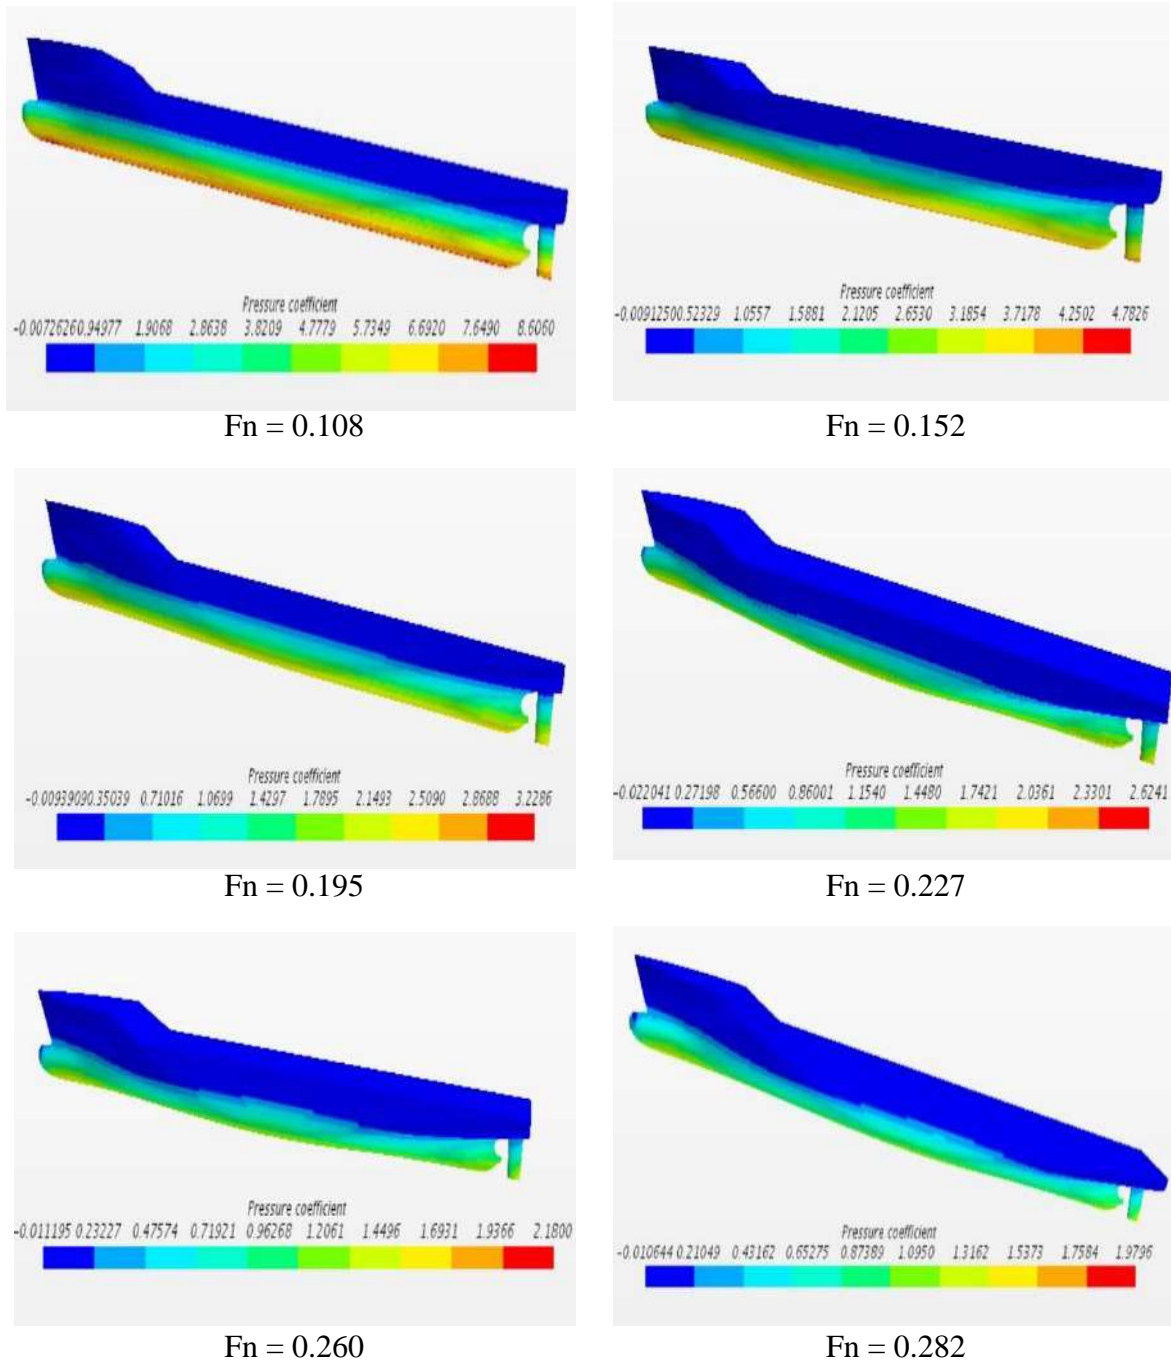 Pressure coefficient
-0.0072626 0.94977 1.9068 2.8638 3.8209 4.7779 5.7349 6.6920 7.6490 8.6060
Fn = 0.108
Pressure coefficient
-0.0091250 0.52329 1.0557 1.5881 2.1205 2.6530 3.1854 3.7178 4.2502 4.7826
Fn = 0.152
Pressure coefficient
-0.0093909 0.35039 0.71016 1.0699 1.4297 1.7895 2.1493 2.5090 2.8688 3.2286
Fn = 0.195
Pressure coefficient
-0.022041 0.27198 0.56600 0.86001 1.1540 1.4480 1.7421 2.0361 2.3301 2.6241
Fn = 0.227
Pressure coefficient
-0.011195 0.23227 0.47574 0.71921 0.96268 1.2061 1.4496 1.6931 1.9366 2.1800
Fn = 0.260
Pressure coefficient
-0.010644 0.21049 0.43162 0.65275 0.87389 1.0950 1.3162 1.5373 1.7584 1.9796
Fn = 0.282